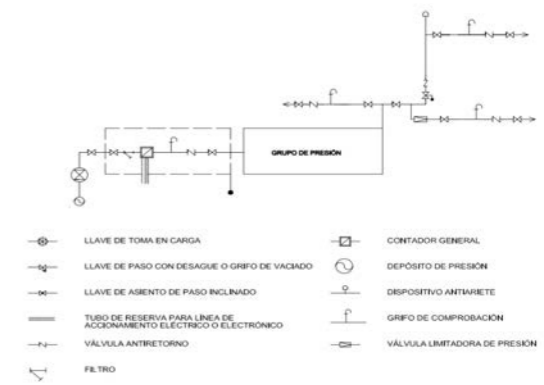 GRUPO DE PRESIÓN
LLAVE DE TOMA EN CARGA
LLAVE DE PASO CON DESAGUE O GRIFO DE VACIADO
LLAVE DE ASIENTO DE PASO INCLINADO
TUBO DE RESERVA PARA LÍNEA DE
ACCIONAMIENTO ELÉCTRICO O ELECTRÓNICO
VÁLVULA ANTIRETORNO
FILTRO
CONTADOR GENERAL
DEPÓSITO DE PRESIÓN
DISPOSITIVO ANTIARIETE
GRIFO DE COMPROBACIÓN
VÁLVULA LIMITADORA DE PRESIÓN